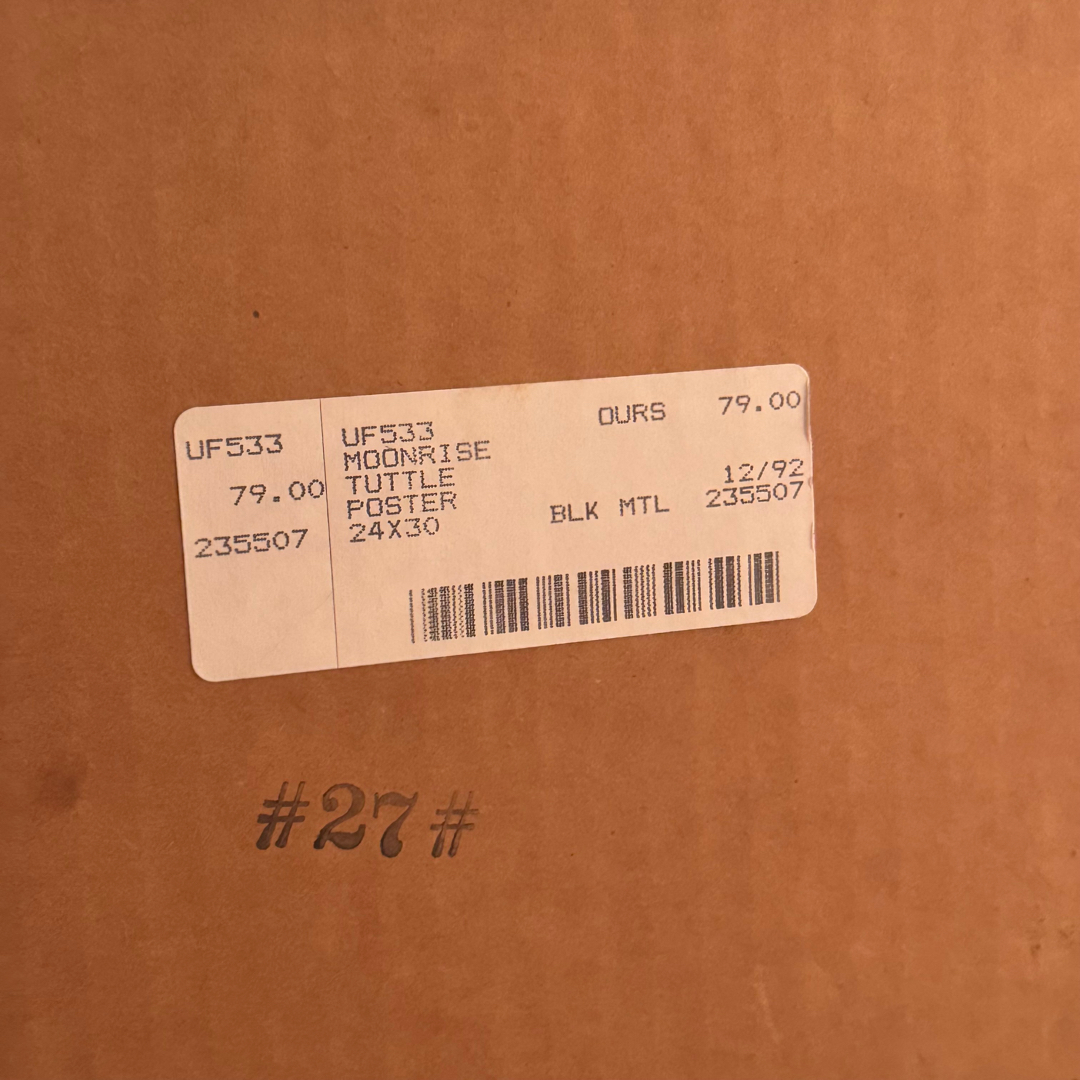 UF533
79.00
235507
UF533 OURS 79.00
MOONRISE
TUTTLE 12/92
POSTER BLK MTL 235507
24X30
#27#